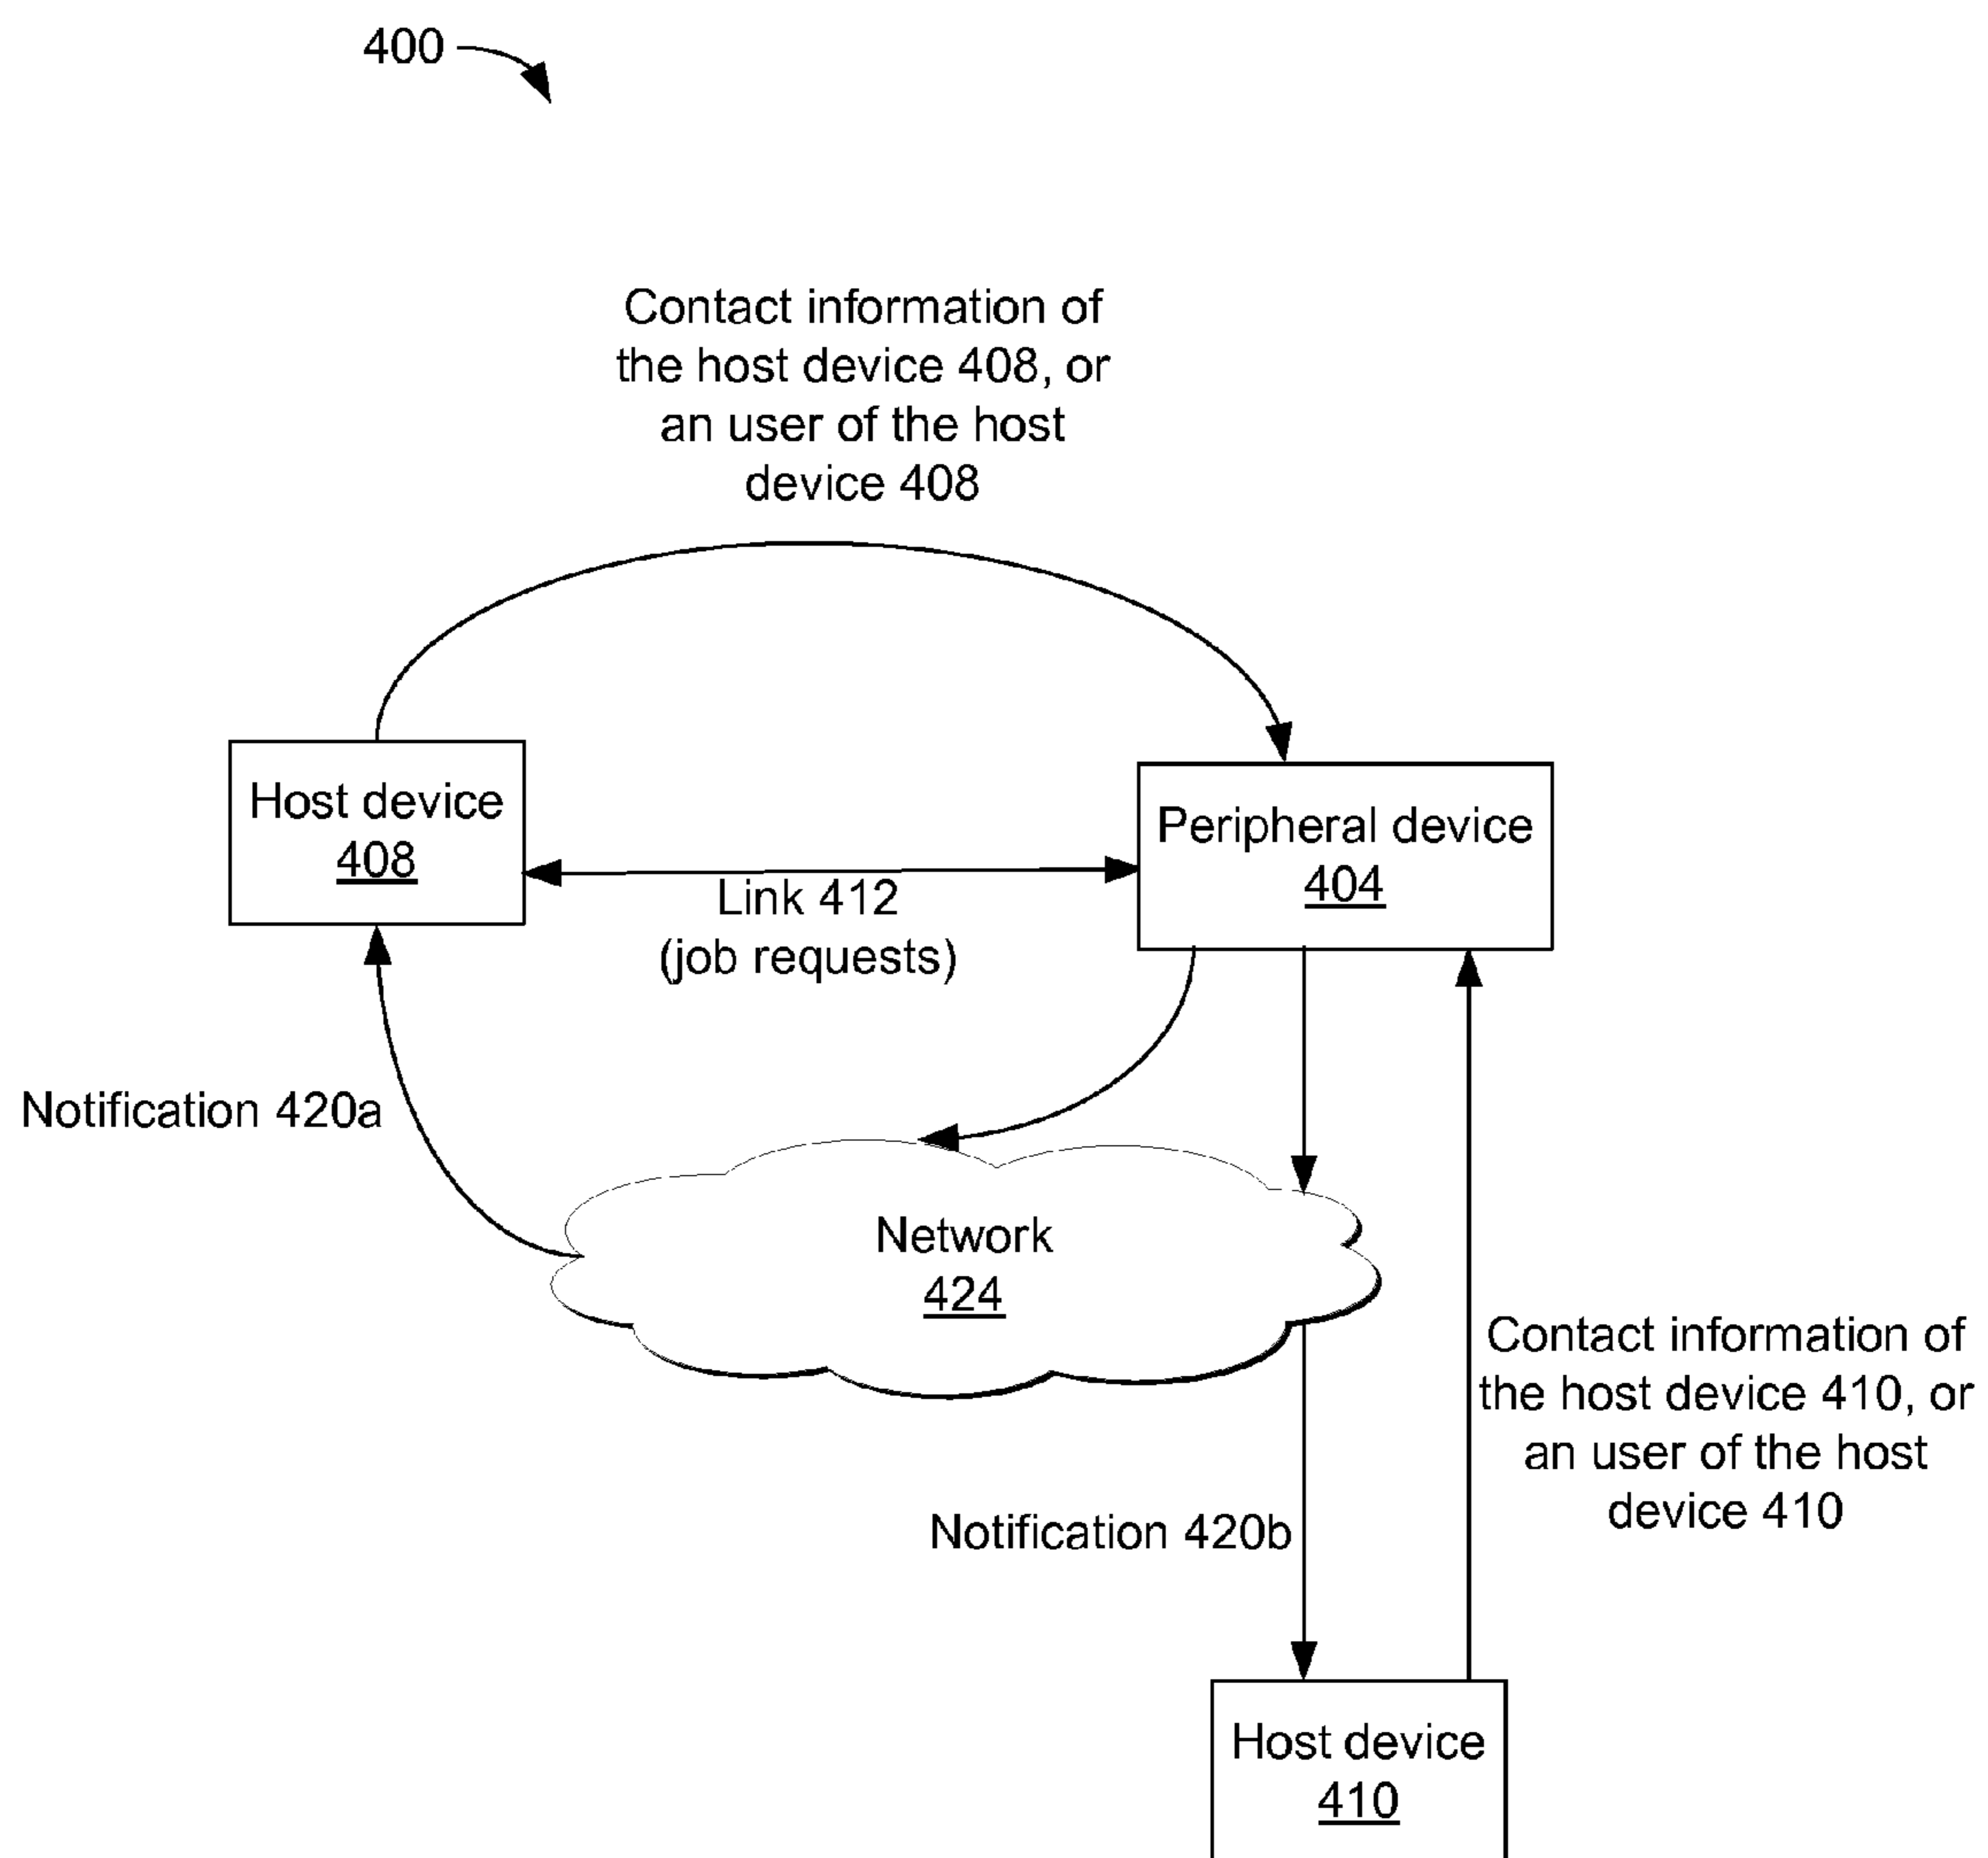 400
Contact information of
the host device 408, or
an user of the host
device 408
Host device
408
Peripheral device
404
Link 412
(job requests)
Notification 420a
Network
424
Contact information of
the host device 410, or
an user of the host
device 410
Notification 420b
Host device
410